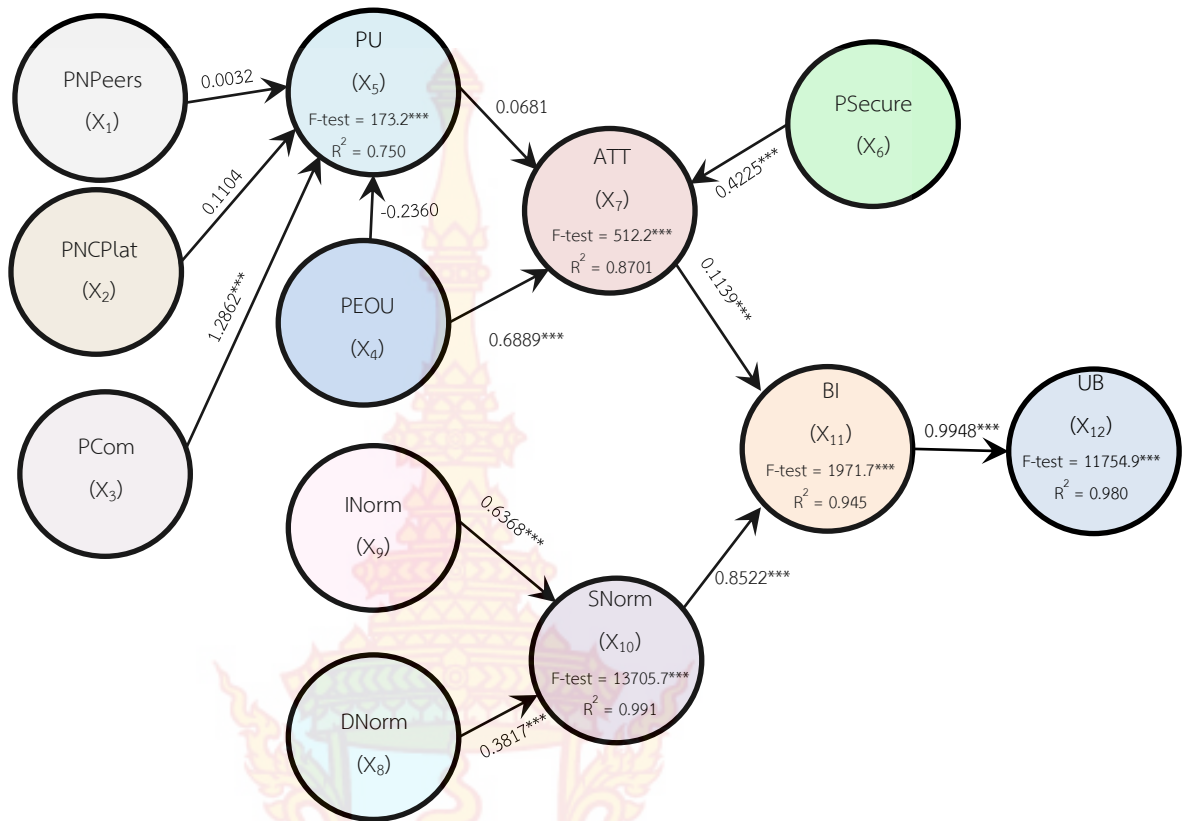 PNPeers
(X1)
0.0032
PU
(X5)
F-test = 173.2***
R2 = 0.750
0.0681
PSecure
(X6)
0.4225***
PNCPlat
(X2)
0.1104
ATT
(X7)
F-test = 512.2***
R2 = 0.8701
-0.2360
PEOU
(X4)
0.6889***
1.2862***
PCom
(X3)
0.1139***
BI
(X11)
F-test = 1971.7***
R2 = 0.945
0.9948***
UB
(X12)
F-test = 11754.9***
R2 = 0.980
INorm
(X9)
0.6368***
0.8522***
SNorm
(X10)
F-test = 13705.7***
R2 = 0.991
DNorm
(X8)
0.3817***